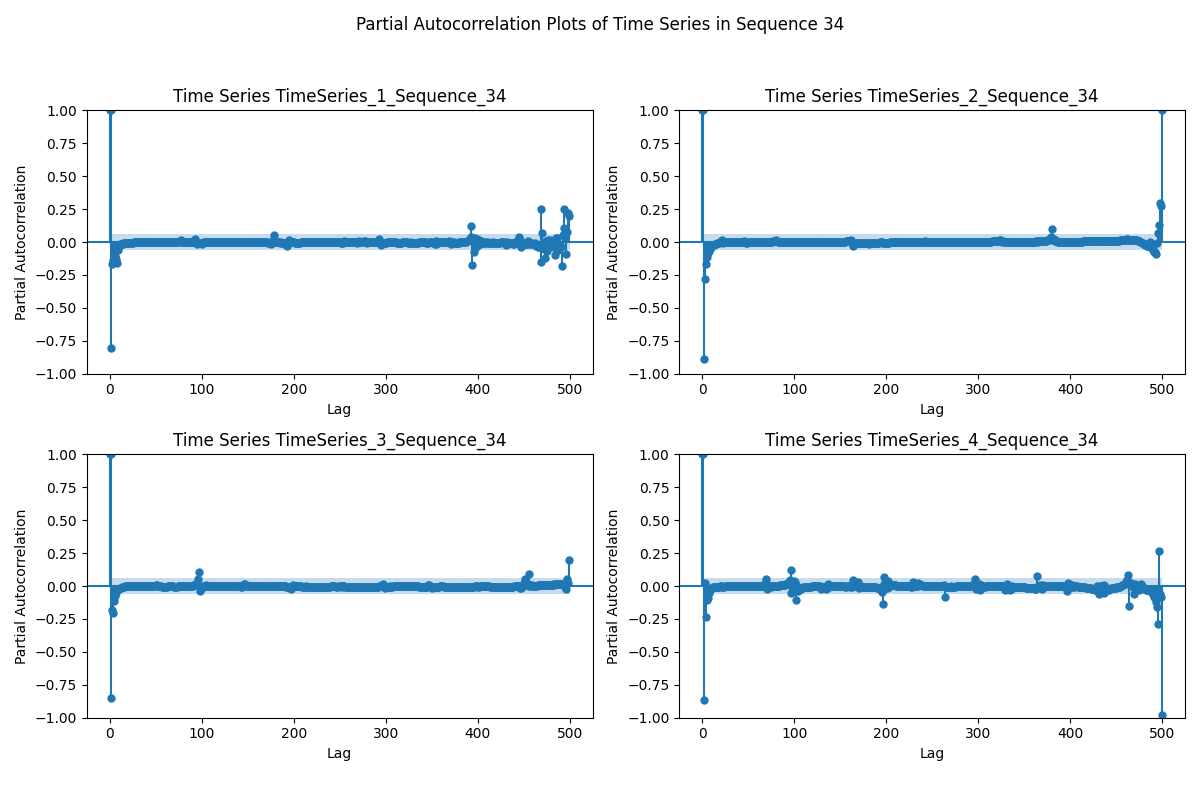 Partial Autocorrelation Plots of Time Series in Sequence 34
Time Series TimeSeries_1_Sequence_34
1.00
0.75
0.50
0.25
0.00
−0.25
−0.50
−0.75
−1.00
Partial Autocorrelation
0 100 200 300 400 500
Lag
Time Series TimeSeries_2_Sequence_34
1.00
0.75
0.50
0.25
0.00
−0.25
−0.50
−0.75
−1.00
Partial Autocorrelation
0 100 200 300 400 500
Lag
Time Series TimeSeries_3_Sequence_34
1.00
0.75
0.50
0.25
0.00
−0.25
−0.50
−0.75
−1.00
Partial Autocorrelation
0 100 200 300 400 500
Lag
Time Series TimeSeries_4_Sequence_34
1.00
0.75
0.50
0.25
0.00
−0.25
−0.50
−0.75
−1.00
Partial Autocorrelation
0 100 200 300 400 500
Lag